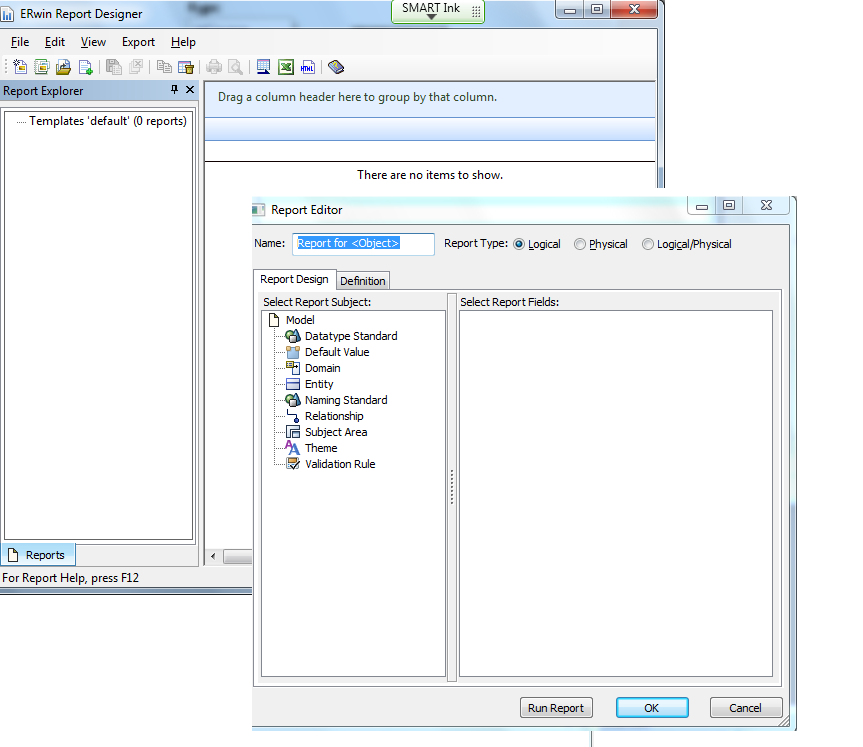 ERwin Report Designer
SMART Ink
File Edit View Export Help
Report Explorer
Drag a column header here to group by that column.
Templates 'default' (0 reports)
There are no items to show.
Report Editor
Name: Report for <Object> Report Type: Logical Physical Logical/Physical
Report Design Definition
Select Report Subject: Select Report Fields:
Model
Datatype Standard
Default Value
Domain
Entity
Naming Standard
Relationship
Subject Area
Theme
Validation Rule
Reports
For Report Help, press F12
Run Report OK Cancel